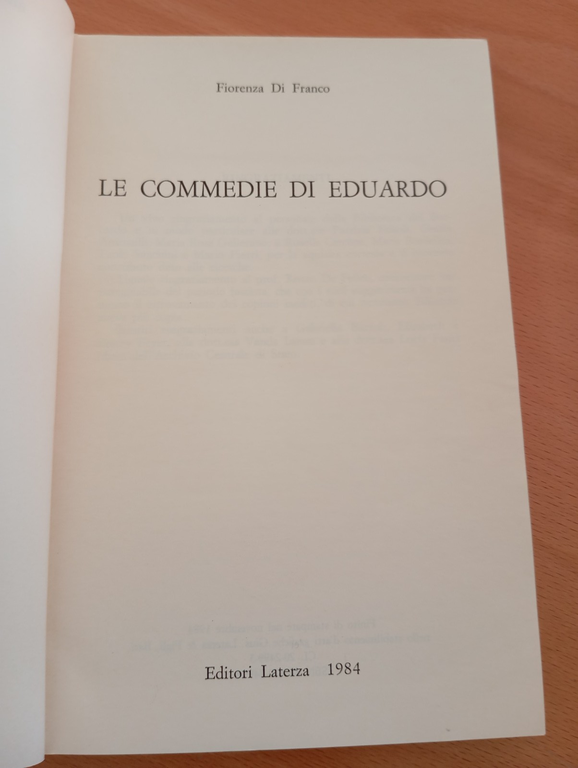 Fiorenza Di Franco
LE COMMEDIE DI EDUARDO
Editori Laterza 1984